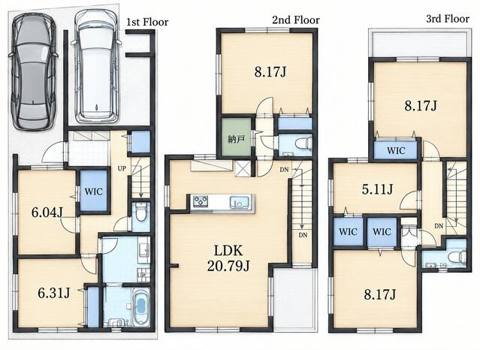 1st Floor
UP
WIC
6.04J
6.31J
2nd Floor
8.17J
納戸
DN
LDK
20.79J
DN
3rd Floor
8.17J
WIC
5.11J
DN
WIC
WIC
8.17J